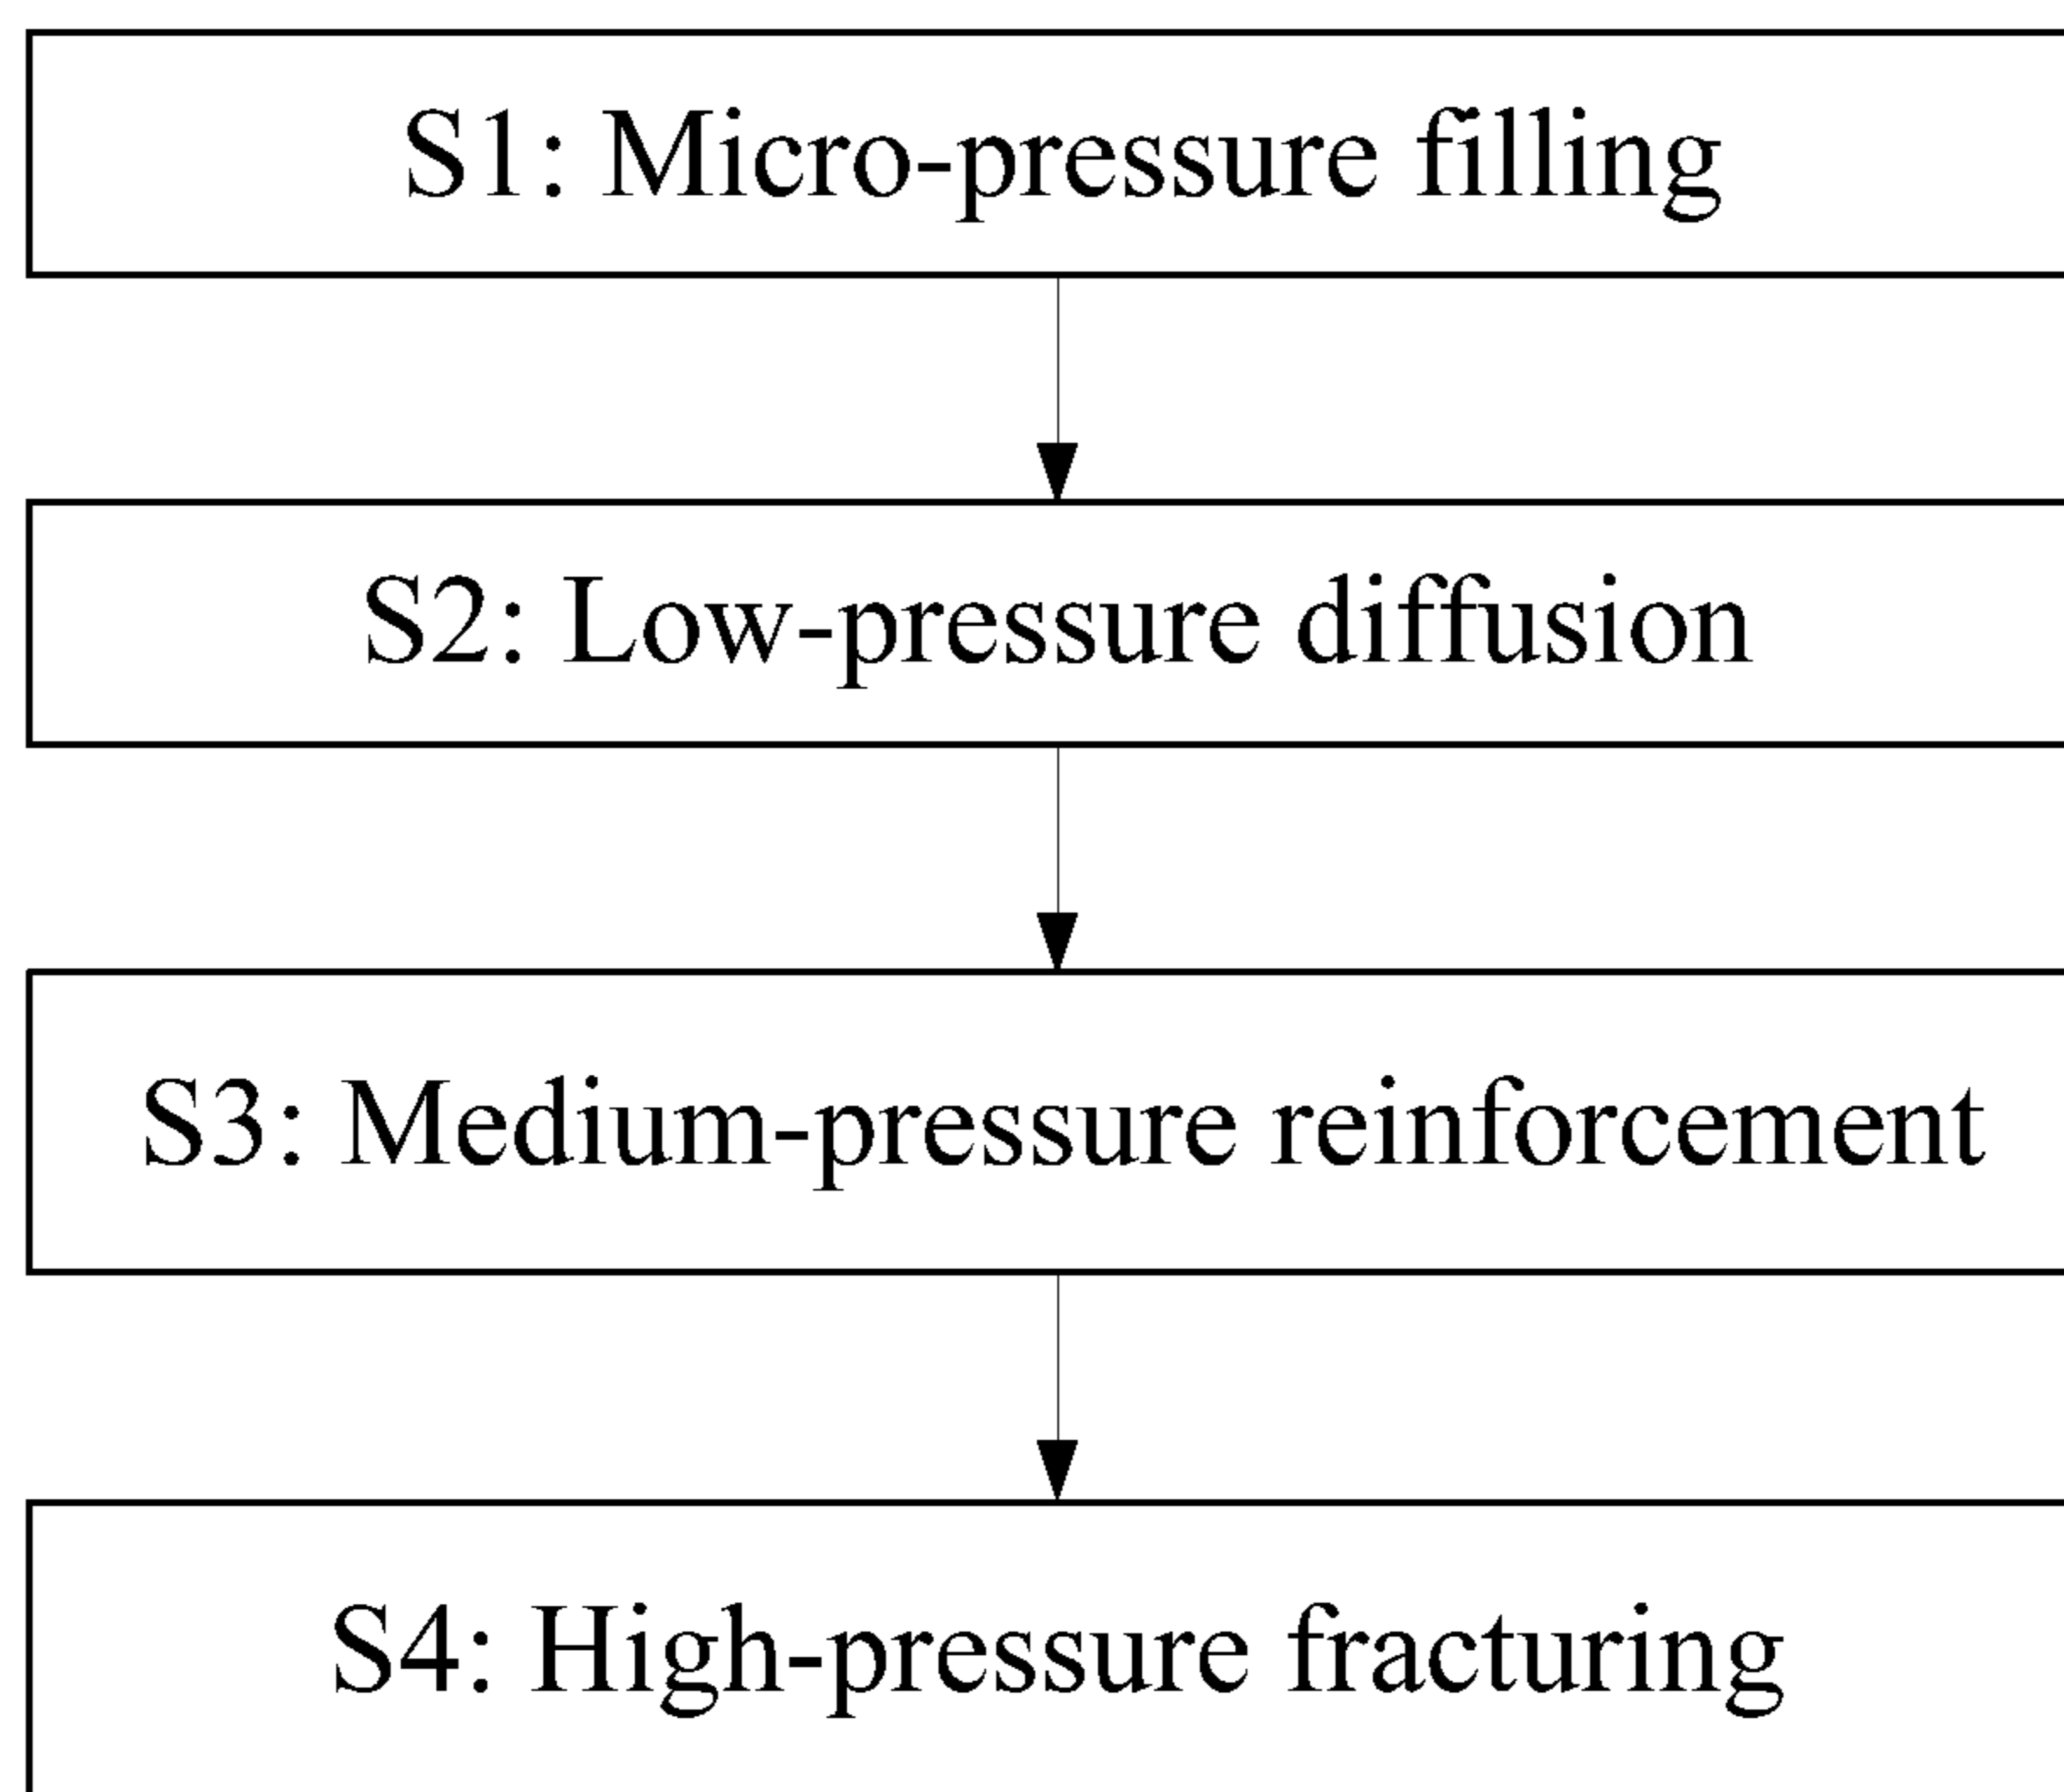 S1: Micro-pressure filling
S2: Low-pressure diffusion
S3: Medium-pressure reinforcement
S4: High-pressure fracturing